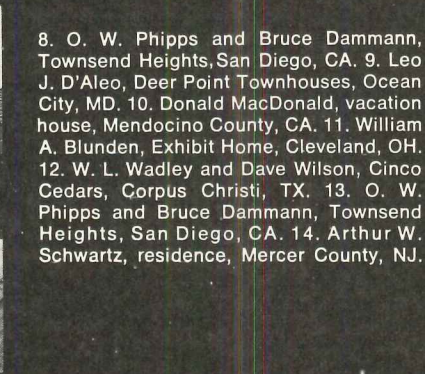 8. O. W. Phipps and Bruce Dammann,
Townsend Heights, San Diego, CA. 9. Leo
J. D'Aleo, Deer Point Townhouses, Ocean
City, MD. 10. Donald MacDonald, vacation
house, Mendocino County, CA. 11. William
A. Blunden, Exhibit Home, Cleveland, OH.
12. W. L. Wadley and Dave Wilson, Cinco
Cedars, Corpus Christi, TX. 13. O. W.
Phipps and Bruce Dammann, Townsend
Heights, San Diego, CA. 14. Arthur W.
Schwartz, residence, Mercer County, NJ.